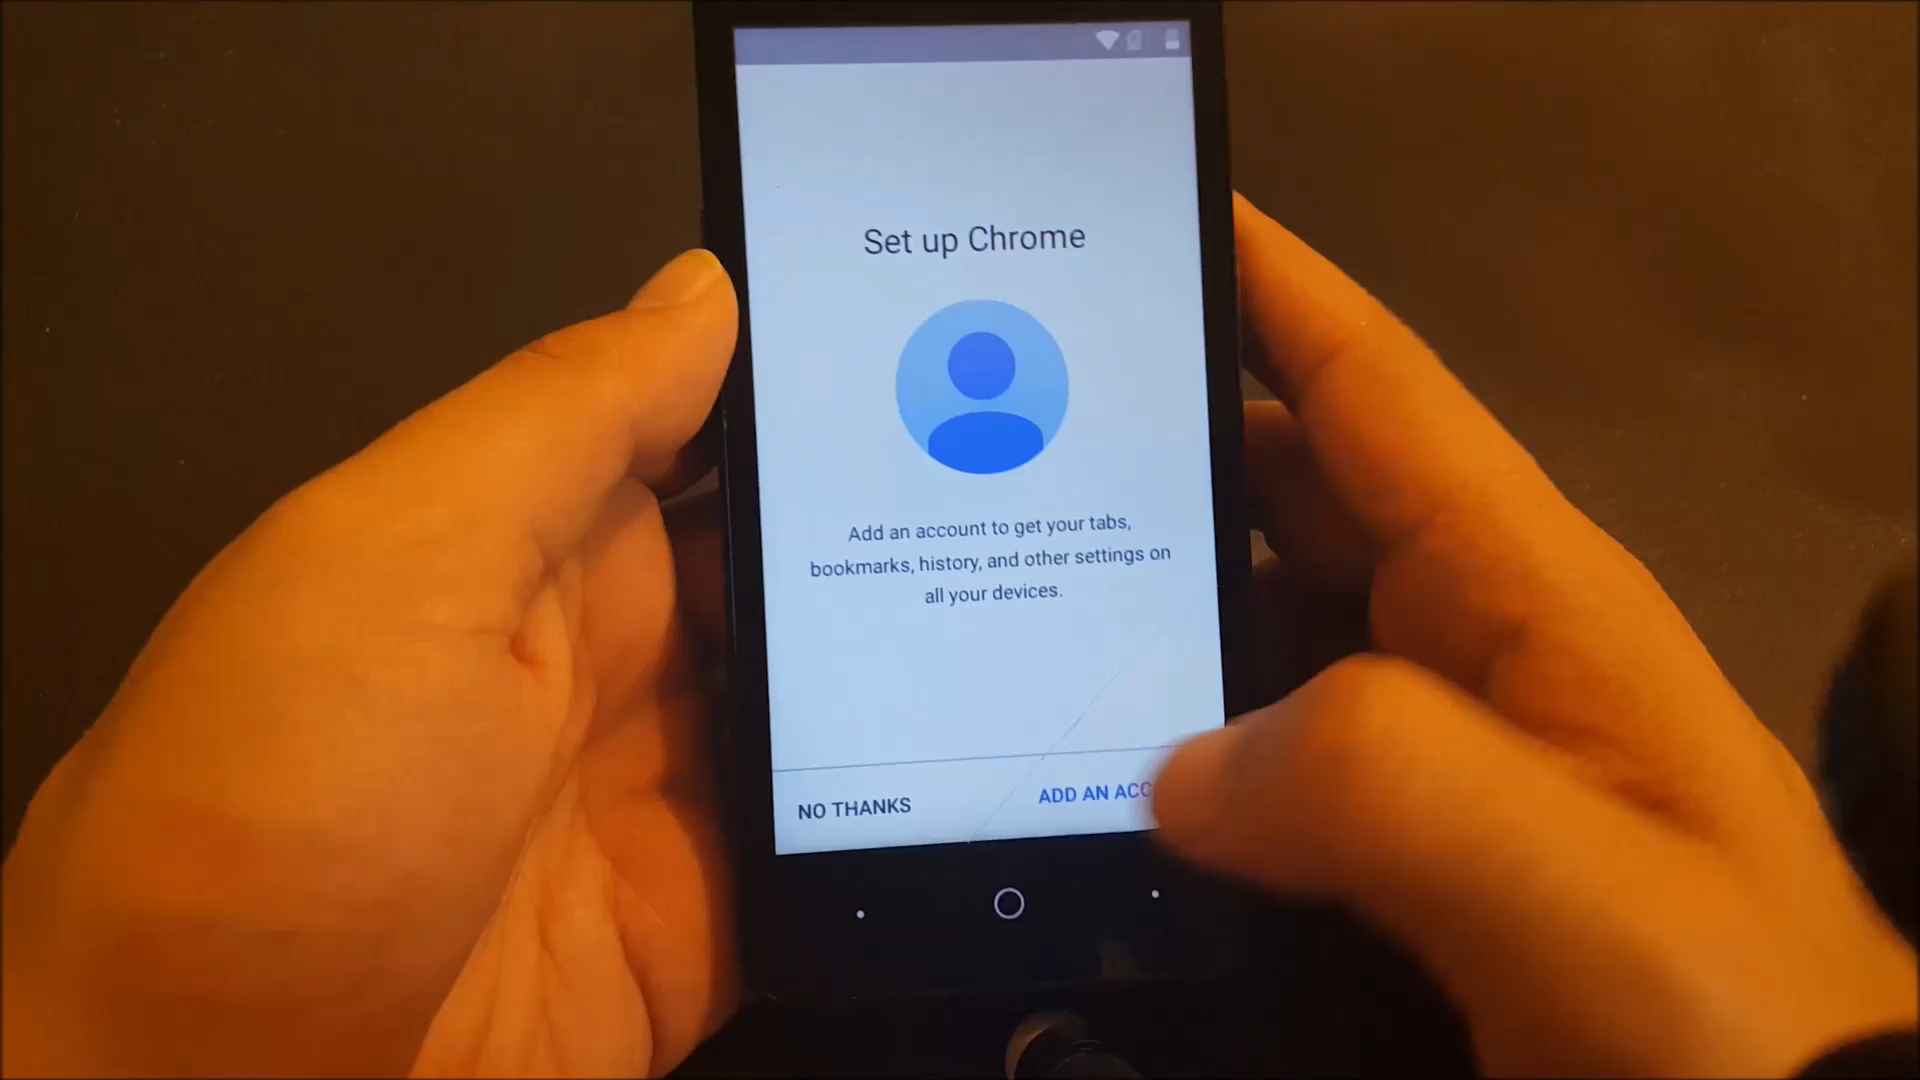 Set up Chrome
Add an account to get your tabs,
bookmarks, history, and other settings on
all your devices.
NO THANKS
ADD AN ACC